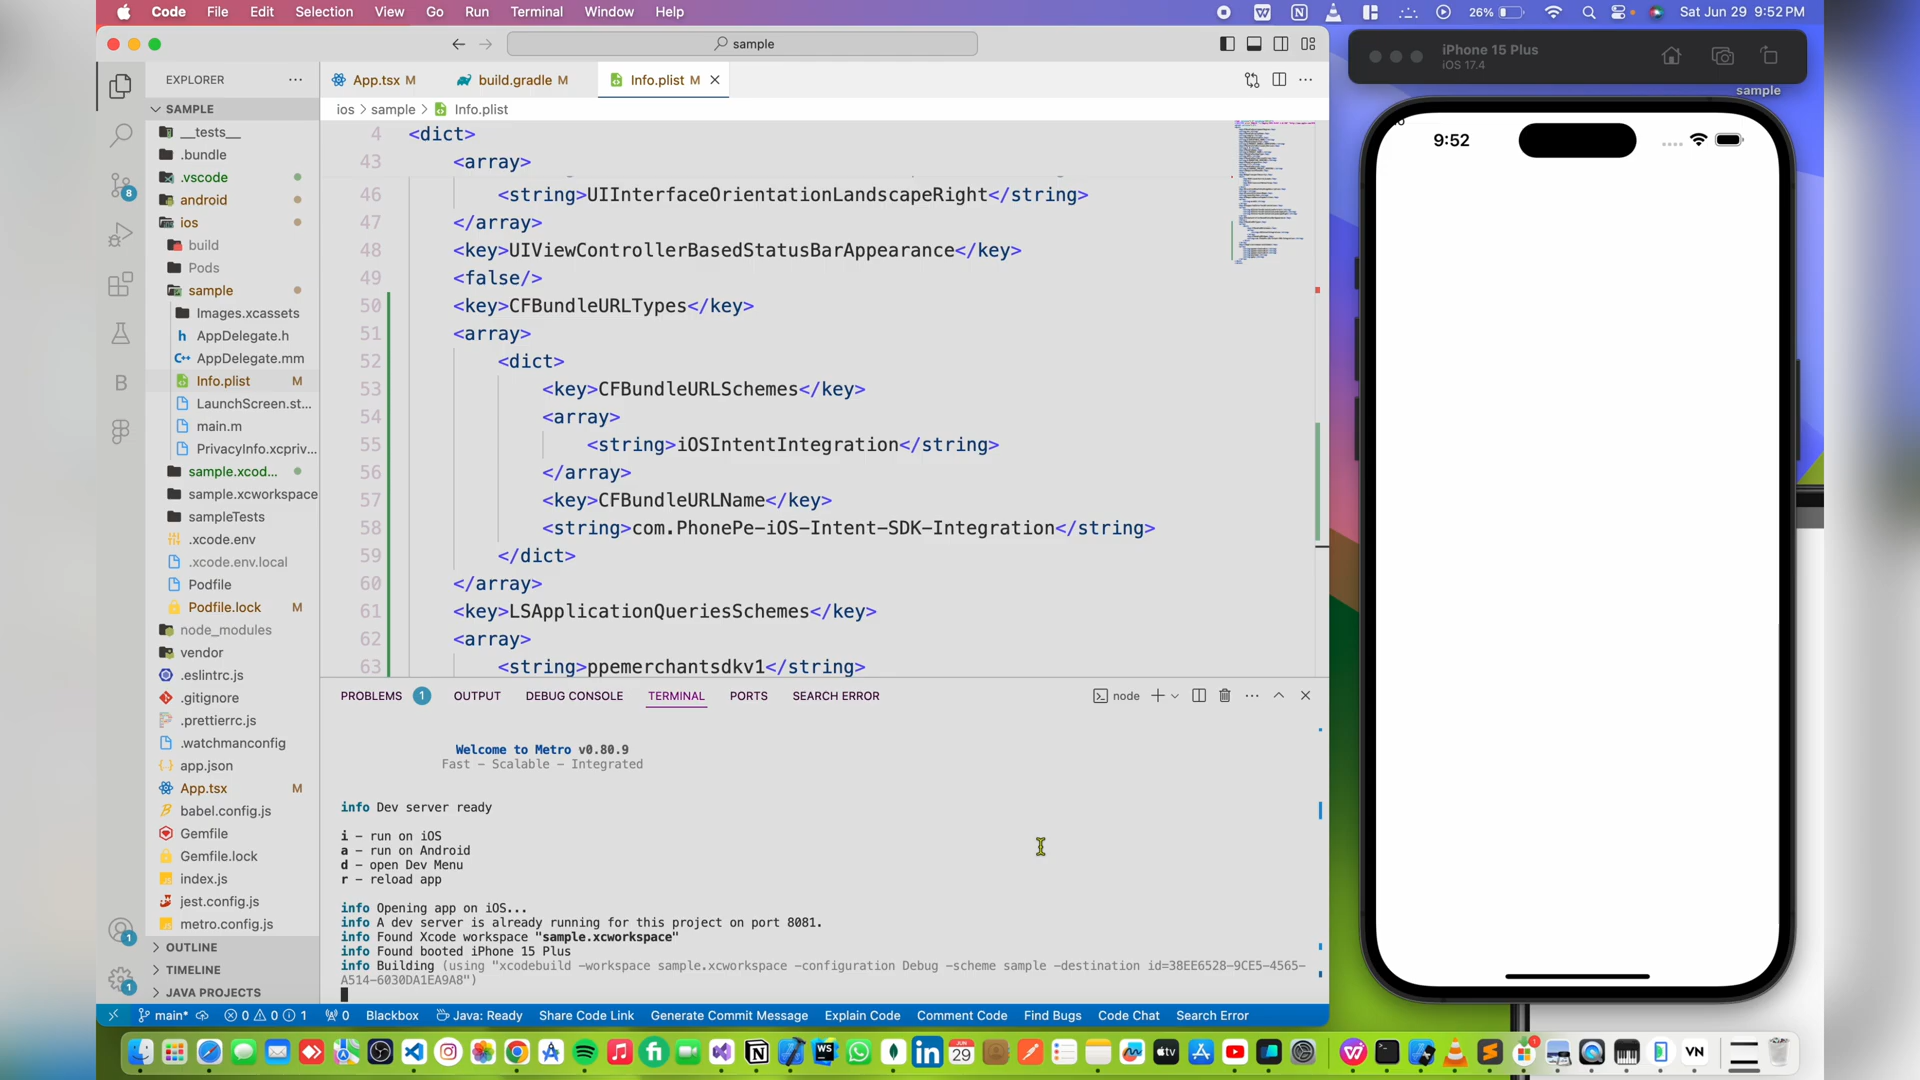 Code File Edit Selection View Go Run Terminal Window Help
26% Sat Jun 29 9:52 PM
sample
EXPLORER
SAMPLE
__tests__
.bundle
.vscode
android
ios
build
Pods
sample
Images.xcassets
AppDelegate.h
AppDelegate.mm
Info.plist M
LaunchScreen.st...
main.m
PrivacyInfo.xcpriv...
sample.xcod...
sample.xcworkspace
sampleTests
.xcode.env
.xcode.env.local
Podfile
Podfile.lock M
node_modules
vendor
.eslintrc.js
.gitignore
.prettierrc.js
.watchmanconfig
app.json
App.tsx M
babel.config.js
Gemfile
Gemfile.lock
index.js
jest.config.js
metro.config.js
OUTLINE
TIMELINE
JAVA PROJECTS
8
1
1
App.tsx M build.gradle M Info.plist M
ios > sample > Info.plist
4 <dict>
43 <array>
46 <string>UIInterfaceOrientationLandscapeRight</string>
47 </array>
48 <key>UIViewControllerBasedStatusBarAppearance</key>
49 <false/>
50 <key>CFBundleURLTypes</key>
51 <array>
52 <dict>
53 <key>CFBundleURLSchemes</key>
54 <array>
55 <string>iOSIntentIntegration</string>
56 </array>
57 <key>CFBundleURLName</key>
58 <string>com.PhonePe-iOS-Intent-SDK-Integration</string>
59 </dict>
60 </array>
61 <key>LSApplicationQueriesSchemes</key>
62 <array>
63 <string>ppemerchantsdkv1</string>
PROBLEMS 1 OUTPUT DEBUG CONSOLE TERMINAL PORTS SEARCH ERROR node
Welcome to Metro v0.80.9
Fast - Scalable - Integrated
info Dev server ready
i - run on iOS
a - run on Android
d - open Dev Menu
r - reload app
info Opening app on iOS...
info A dev server is already running for this project on port 8081.
info Found Xcode workspace "sample.xcworkspace"
info Found booted iPhone 15 Plus
info Building (using "xcodebuild -workspace sample.xcworkspace -configuration Debug -scheme sample -destination id=38EE6528-9CE5-4565-
A514-6030DA1EA9A8")
main* 0 0 1 0 Blackbox Java: Ready Share Code Link Generate Commit Message Explain Code Comment Code Find Bugs Code Chat Search Error
iPhone 15 Plus
iOS 17.4
sample
9:52
JUN
29
tv
VN